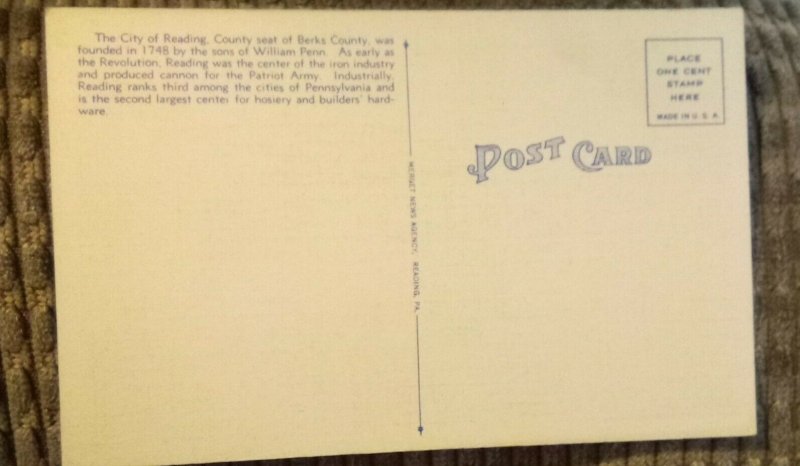 The City of Reading, County seat of Berks County, was
founded in 1748 by the sons of William Penn. As early as
the Revolution, Reading was the center of the iron industry
and produced cannon for the Patriot Army. Industrially,
Reading ranks third among the cities of Pennsylvania and
is the second largest center for hosiery and builders' hard-
ware.
MERVET NEWS AGENCY, READING, PA.
POST CARD
PLACE
ONE CENT
STAMP
HERE
MADE IN U. S. A.